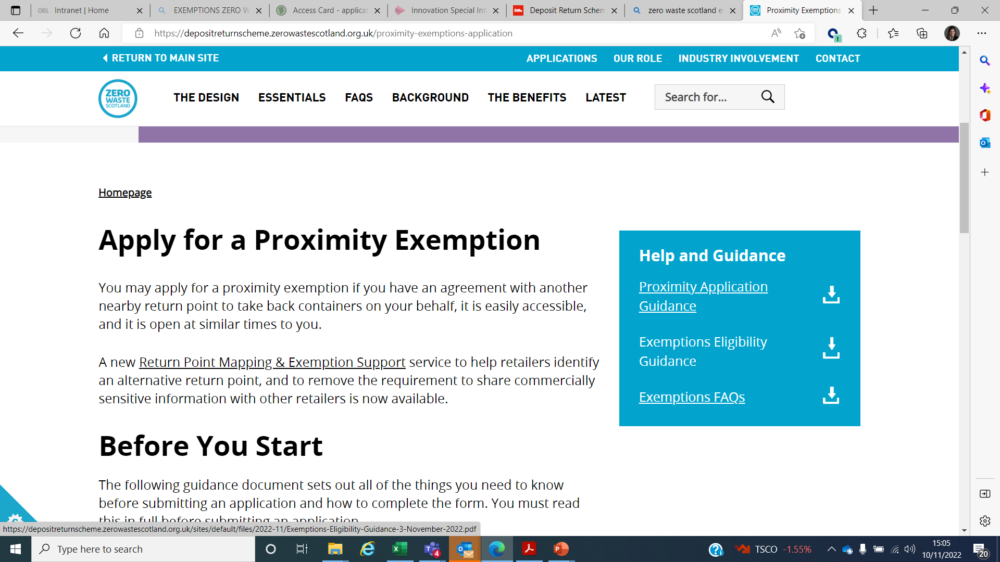 OBi Intranet | Home
EXEMPTIONS ZERO W
Access Card - applicat
Innovation Special Int
Biffa Deposit Return Schem
zero waste scotland e
Proximity Exemptions
https://depositreturnscheme.zerowastescotland.org.uk/proximity-exemptions-application
RETURN TO MAIN SITE
APPLICATIONS OUR ROLE INDUSTRY INVOLVEMENT CONTACT
ZERO
WASTE
SCOTLAND
THE DESIGN ESSENTIALS FAQS BACKGROUND THE BENEFITS LATEST
Search for...
Homepage
Apply for a Proximity Exemption
You may apply for a proximity exemption if you have an agreement with another
nearby return point to take back containers on your behalf, it is easily accessible,
and it is open at similar times to you.
A new Return Point Mapping & Exemption Support service to help retailers identify
an alternative return point, and to remove the requirement to share commercially
sensitive information with other retailers is now available.
Help and Guidance
Proximity Application
Guidance
Exemptions Eligibility
Guidance
Exemptions FAQs
Before You Start
The following guidance document sets out all of the things you need to know
before submitting an application and how to complete the form. You must read
this in full before submitting an application
https://depositreturnscheme.zerowastescotland.org.uk/sites/default/files/2022-11/Exemptions-Eligibility-Guidance-3-November-2022.pdf
Type here to search
4
TSCO -1.55%
15:05
10/11/2022
20